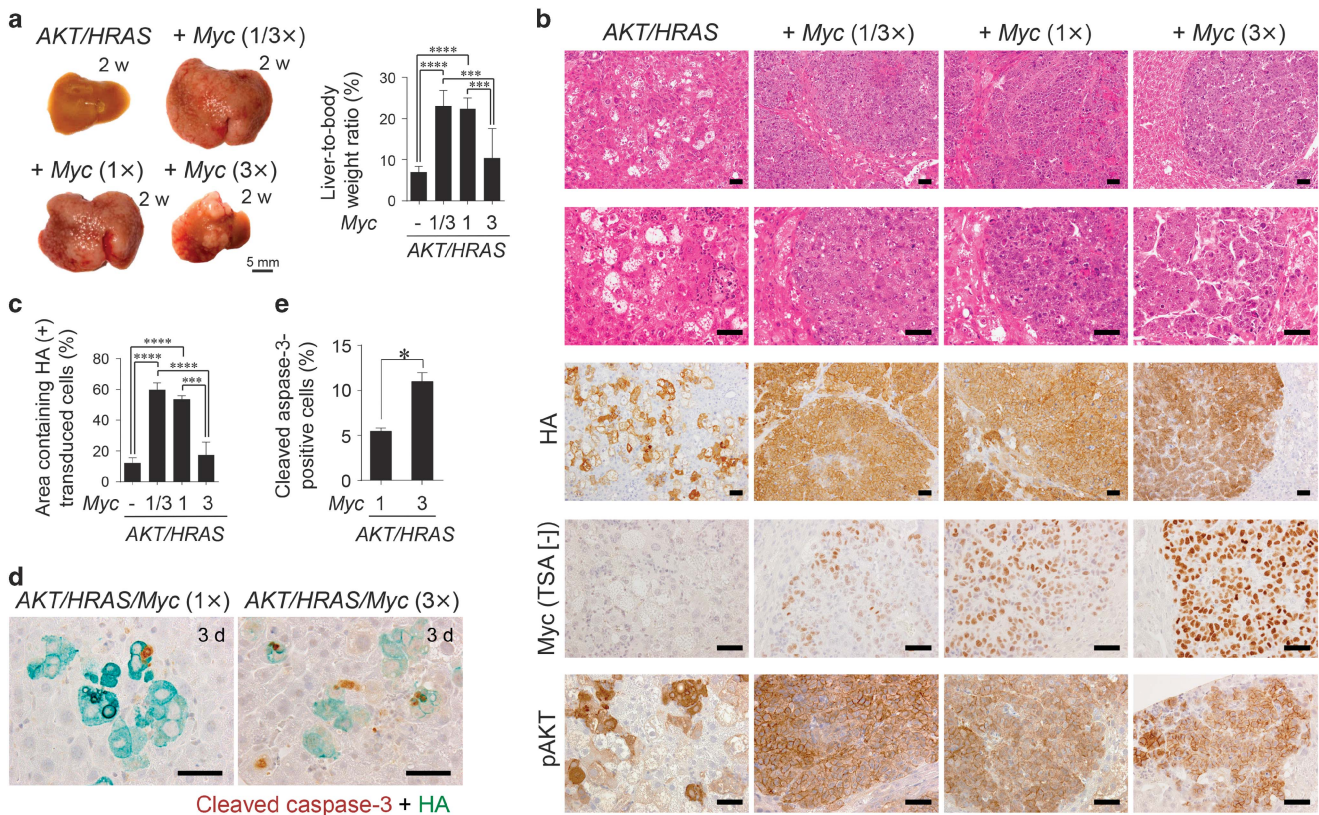 a
AKT/HRAS
+ Myc (1/3×)
2 w
2 w
+ Myc (1×)
+ Myc (3×)
2 w
2 w
5 mm
Liver-to-body
weight ratio (%)
30
20
10
0
****
****
***
***
Myc - 1/3 1 3
AKT/HRAS
b
AKT/HRAS
+ Myc (1/3×)
+ Myc (1×)
+ Myc (3×)
HA
Myc (TSA [-])
pAKT
c
Area containing HA (+)
transduced cells (%)
80
60
40
20
0
****
****
****
***
Myc - 1/3 1 3
AKT/HRAS
e
Cleaved aspase-3-
positive cells (%)
15
10
5
0
*
Myc 1 3
AKT/HRAS
d
AKT/HRAS/Myc (1×)
AKT/HRAS/Myc (3×)
3 d
3 d
Cleaved caspase-3 + HA